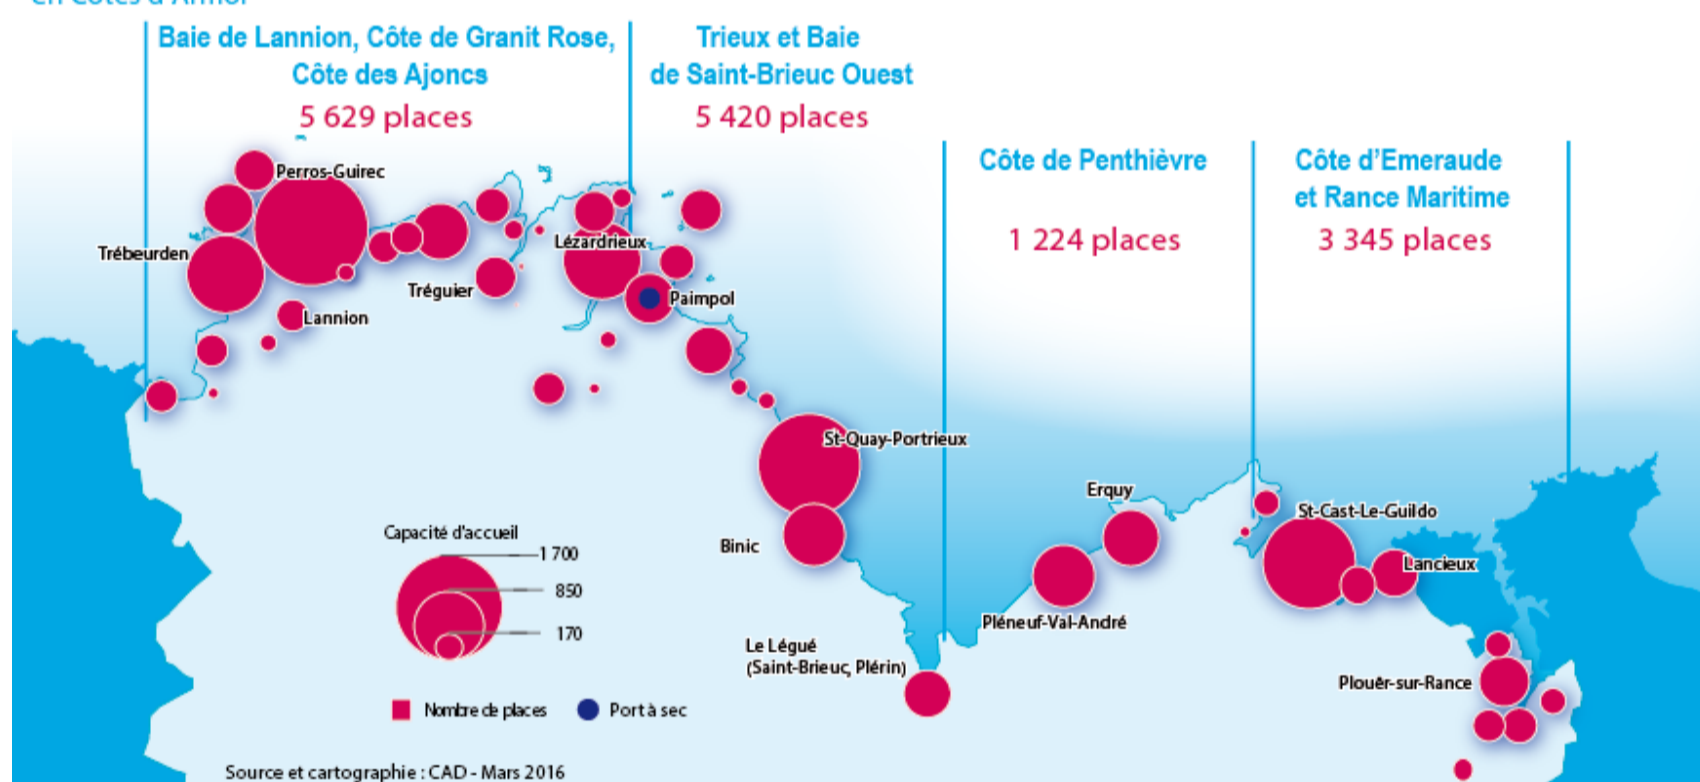 en Côtes d'Armor
Baie de Lannion, Côte de Granit Rose,
Côte des Ajoncs
5 629 places
Trieux et Baie
de Saint-Brieuc Ouest
5 420 places
Côte de Penthièvre
1 224 places
Côte d'Emeraude
et Rance Maritime
3 345 places
Perros-Guirec
Trébeurden
Lannion
Tréguier
Lézardrieux
Paimpol
St-Quay-Portrieux
Binic
Le Légué
(Saint-Brieuc, Plérin)
Pléneuf-Val-André
Erquy
St-Cast-Le-Guildo
Lancieux
Plouër-sur-Rance
Capacité d'accueil
1 700
850
170
Nombre de places
Port à sec
Source et cartographie : CAD - Mars 2016